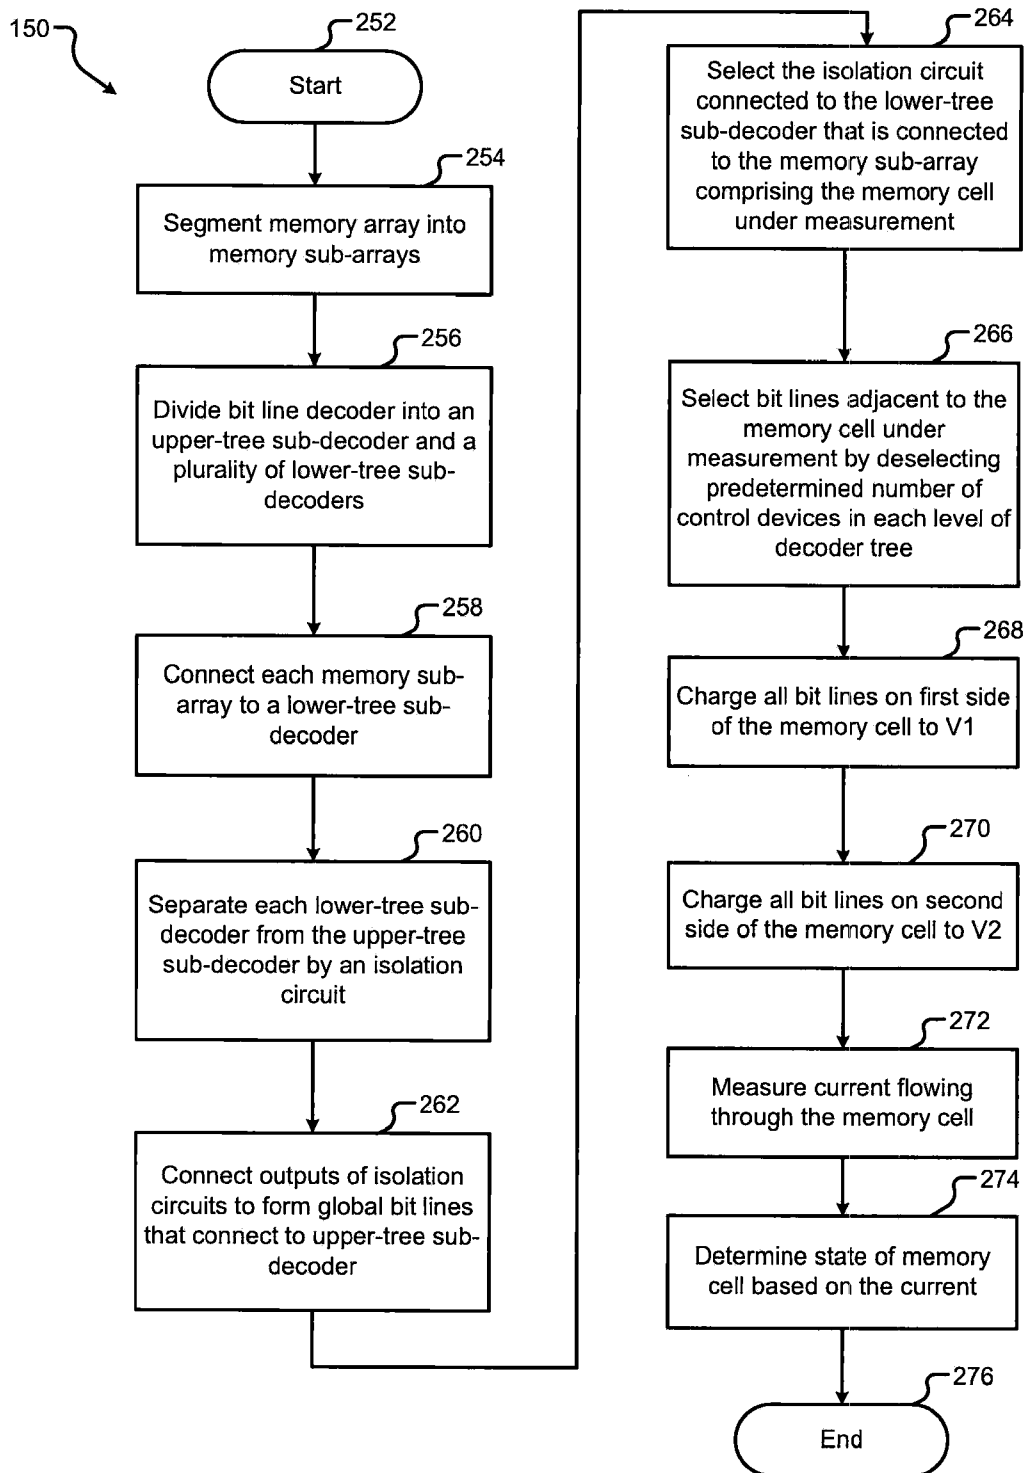 150
252
Start
254
Segment memory array into
memory sub-arrays
256
Divide bit line decoder into an
upper-tree sub-decoder and a
plurality of lower-tree sub-
decoders
258
Connect each memory sub-
array to a lower-tree sub-
decoder
260
Separate each lower-tree sub-
decoder from the upper-tree
sub-decoder by an isolation
circuit
262
Connect outputs of isolation
circuits to form global bit lines
that connect to upper-tree sub-
decoder
264
Select the isolation circuit
connected to the lower-tree
sub-decoder that is connected
to the memory sub-array
comprising the memory cell
under measurement
266
Select bit lines adjacent to the
memory cell under
measurement by deselecting
predetermined number of
control devices in each level of
decoder tree
268
Charge all bit lines on first side
of the memory cell to V1
270
Charge all bit lines on second
side of the memory cell to V2
272
Measure current flowing
through the memory cell
274
Determine state of memory
cell based on the current
276
End